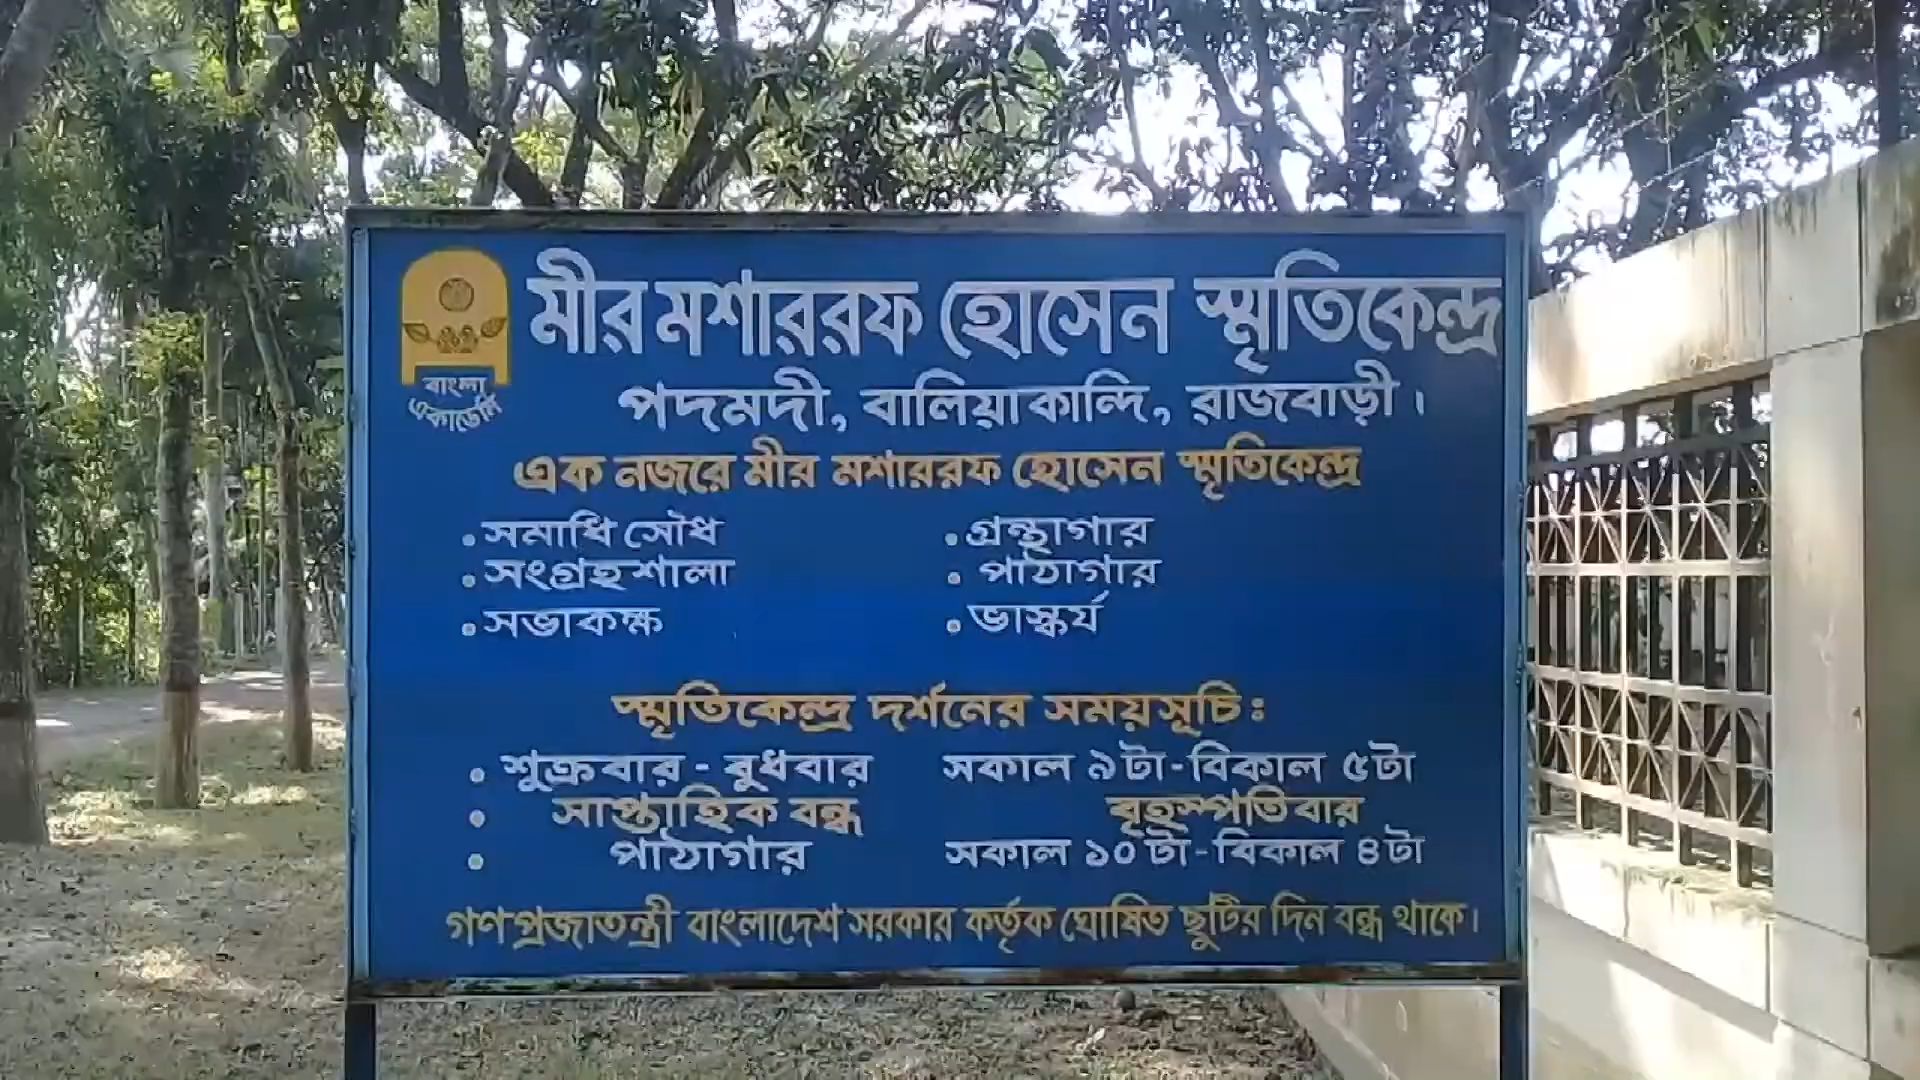 মীর মশাররফ হোসেন স্মৃতিকেন্দ্র
বাংলা
একাডেমি
পদমদী, বালিয়াকান্দি, রাজবাড়ী।
এক নজরে মীর মশাররফ হোসেন স্মৃতিকেন্দ্র
• সমাধি সৌধ • গ্রন্থাগার
• সংগ্রহশালা • পাঠাগার
• সভাকক্ষ • ভাস্কর্য
স্মৃতিকেন্দ্র দর্শনের সময়সূচি:
• শুক্রবার - বুধবার সকাল ৯টা-বিকাল ৫টা
• সাপ্তাহিক বন্ধ বৃহস্পতিবার
• পাঠাগার সকাল ১০টা-বিকাল ৪টা
গণপ্রজাতন্ত্রী বাংলাদেশ সরকার কর্তৃক ঘোষিত ছুটির দিন বন্ধ থাকে।